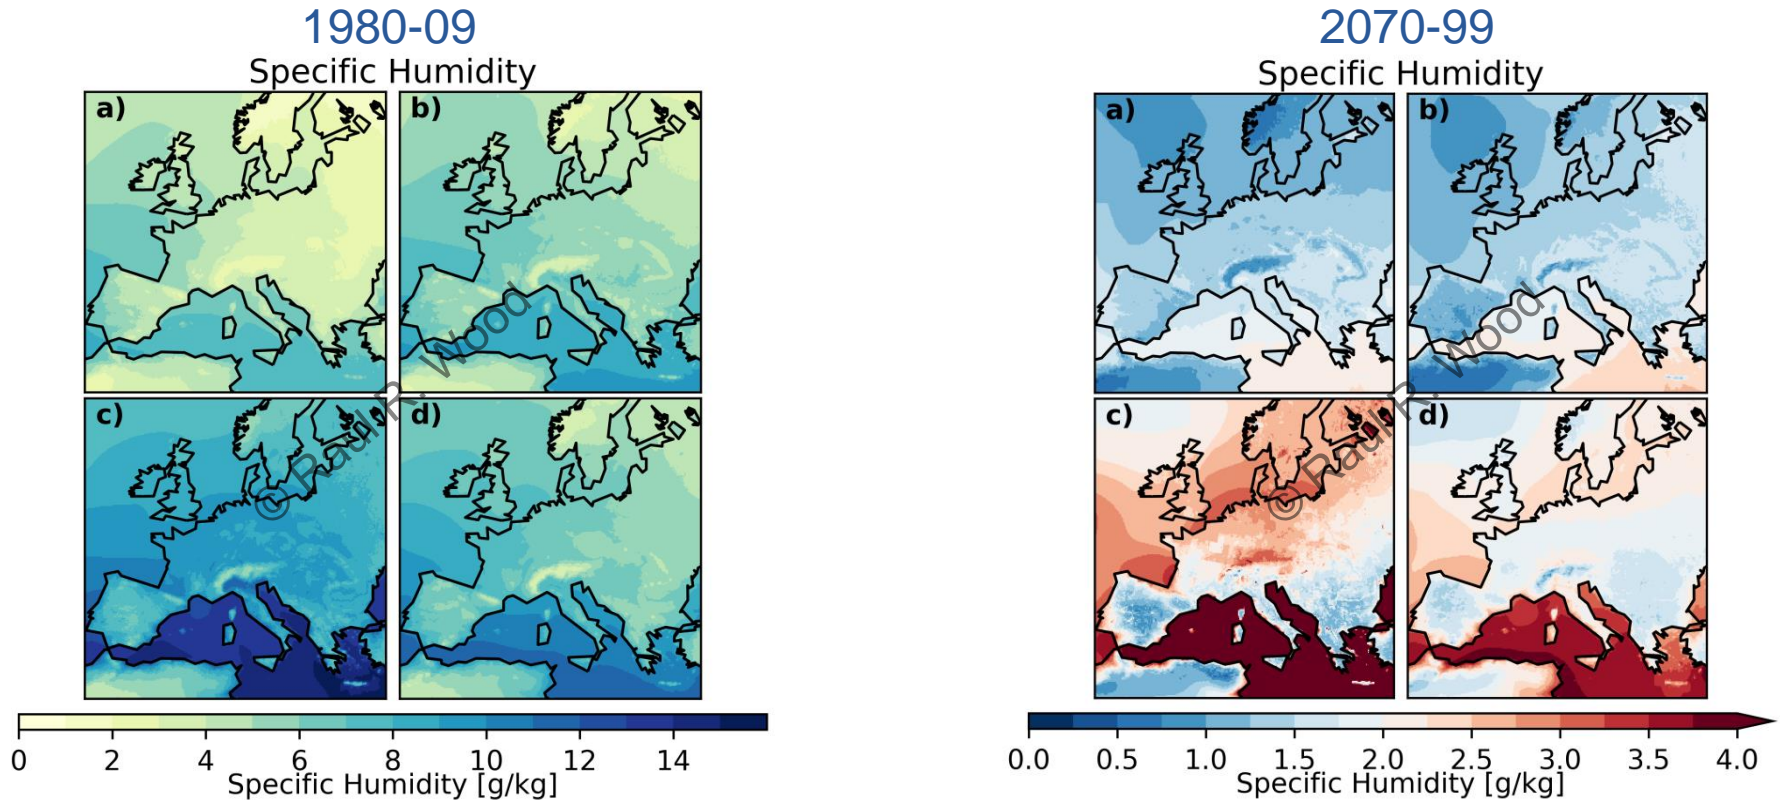 1980-09
Specific Humidity
a)
b)
c)
d)
0 2 4 6 8 10 12 14
Specific Humidity [g/kg]
2070-99
Specific Humidity
a)
b)
c)
d)
0.0 0.5 1.0 1.5 2.0 2.5 3.0 3.5 4.0
Specific Humidity [g/kg]
© Raul R. Wood
© Raul R. Wood